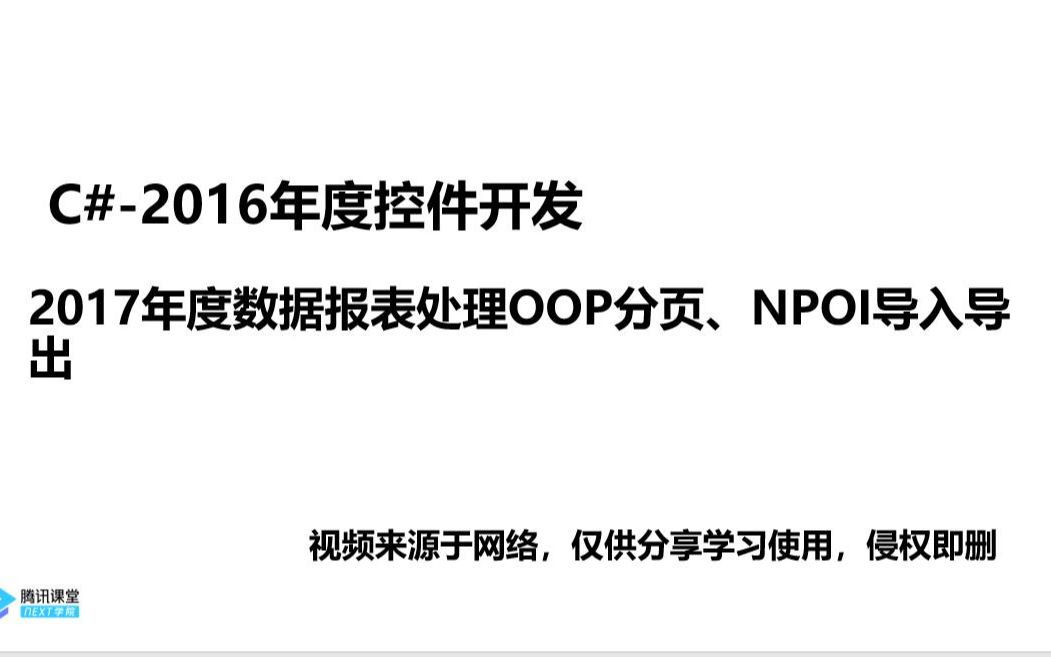 C#-2016年度控件开发
2017年度数据报表处理OOP分页、NPOI导入导
出
视频来源于网络，仅供分享学习使用，侵权即删
腾讯课堂
NEXT学院